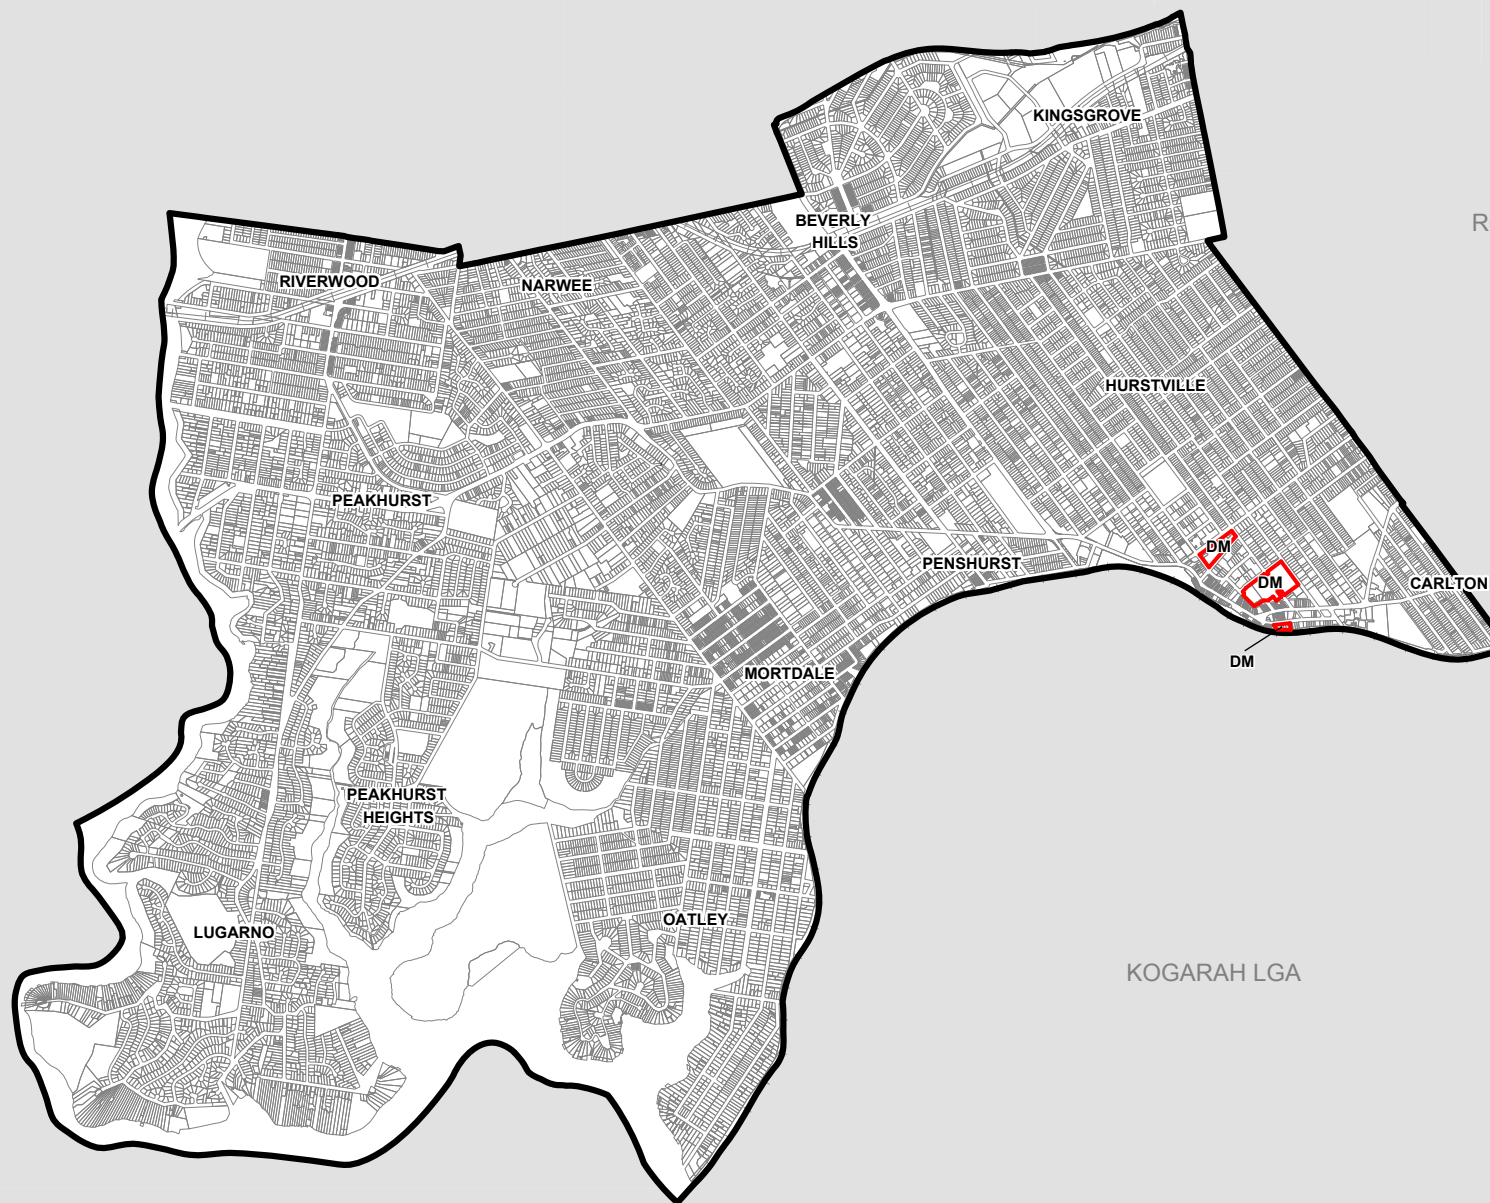 KINGSGROVE
R
BEVERLY
HILLS
RIVERWOOD
NARWEE
HURSTVILLE
PEAKHURST
DM
PENSHURST
DM
CARLTON
DM
MORTDALE
PEAKHURST
HEIGHTS
OATLEY
LUGARNO
KOGARAH LGA